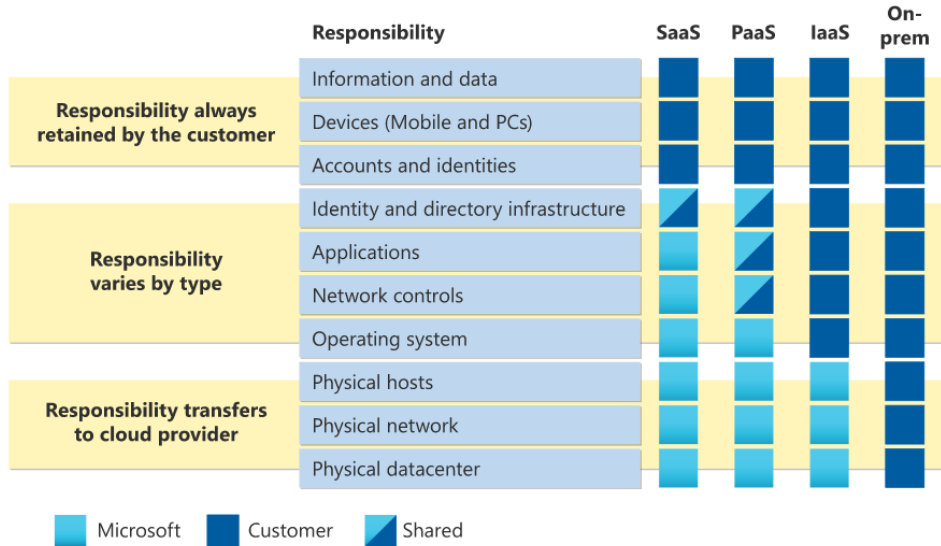 Responsibility
SaaS
PaaS
IaaS
On-
prem
Responsibility always
retained by the customer
Information and data
Devices (Mobile and PCs)
Accounts and identities
Responsibility
varies by type
Identity and directory infrastructure
Applications
Network controls
Operating system
Responsibility transfers
to cloud provider
Physical hosts
Physical network
Physical datacenter
Microsoft
Customer
Shared